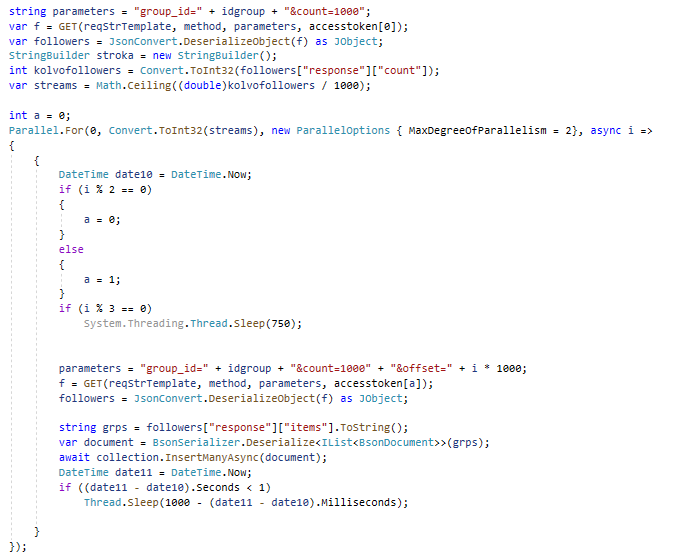 string parameters = "group_id=" + idgroup + "&count=1000";
var f = GET(reqStrTemplate, method, parameters, accesstoken[0]);
var followers = JsonConvert.DeserializeObject(f) as JObject;
StringBuilder stroka = new StringBuilder();
int kolvofollowers = Convert.ToInt32(followers["response"]["count"]);
var streams = Math.Ceiling((double)kolvofollowers / 1000);
int a = 0;
Parallel.For(0, Convert.ToInt32(streams), new ParallelOptions { MaxDegreeOfParallelism = 2}, async i =>
{
{
DateTime date10 = DateTime.Now;
if (i % 2 == 0)
{
a = 0;
}
else
{
a = 1;
}
if (i % 3 == 0)
System.Threading.Thread.Sleep(750);
parameters = "group_id=" + idgroup + "&count=1000" + "&offset=" + i * 1000;
f = GET(reqStrTemplate, method, parameters, accesstoken[a]);
followers = JsonConvert.DeserializeObject(f) as JObject;
string grps = followers["response"]["items"].ToString();
var document = BsonSerializer.Deserialize<IList<BsonDocument>>(grps);
await collection.InsertManyAsync(document);
DateTime date11 = DateTime.Now;
if ((date11 - date10).Seconds < 1)
Thread.Sleep(1000 - (date11 - date10).Milliseconds);
}
});